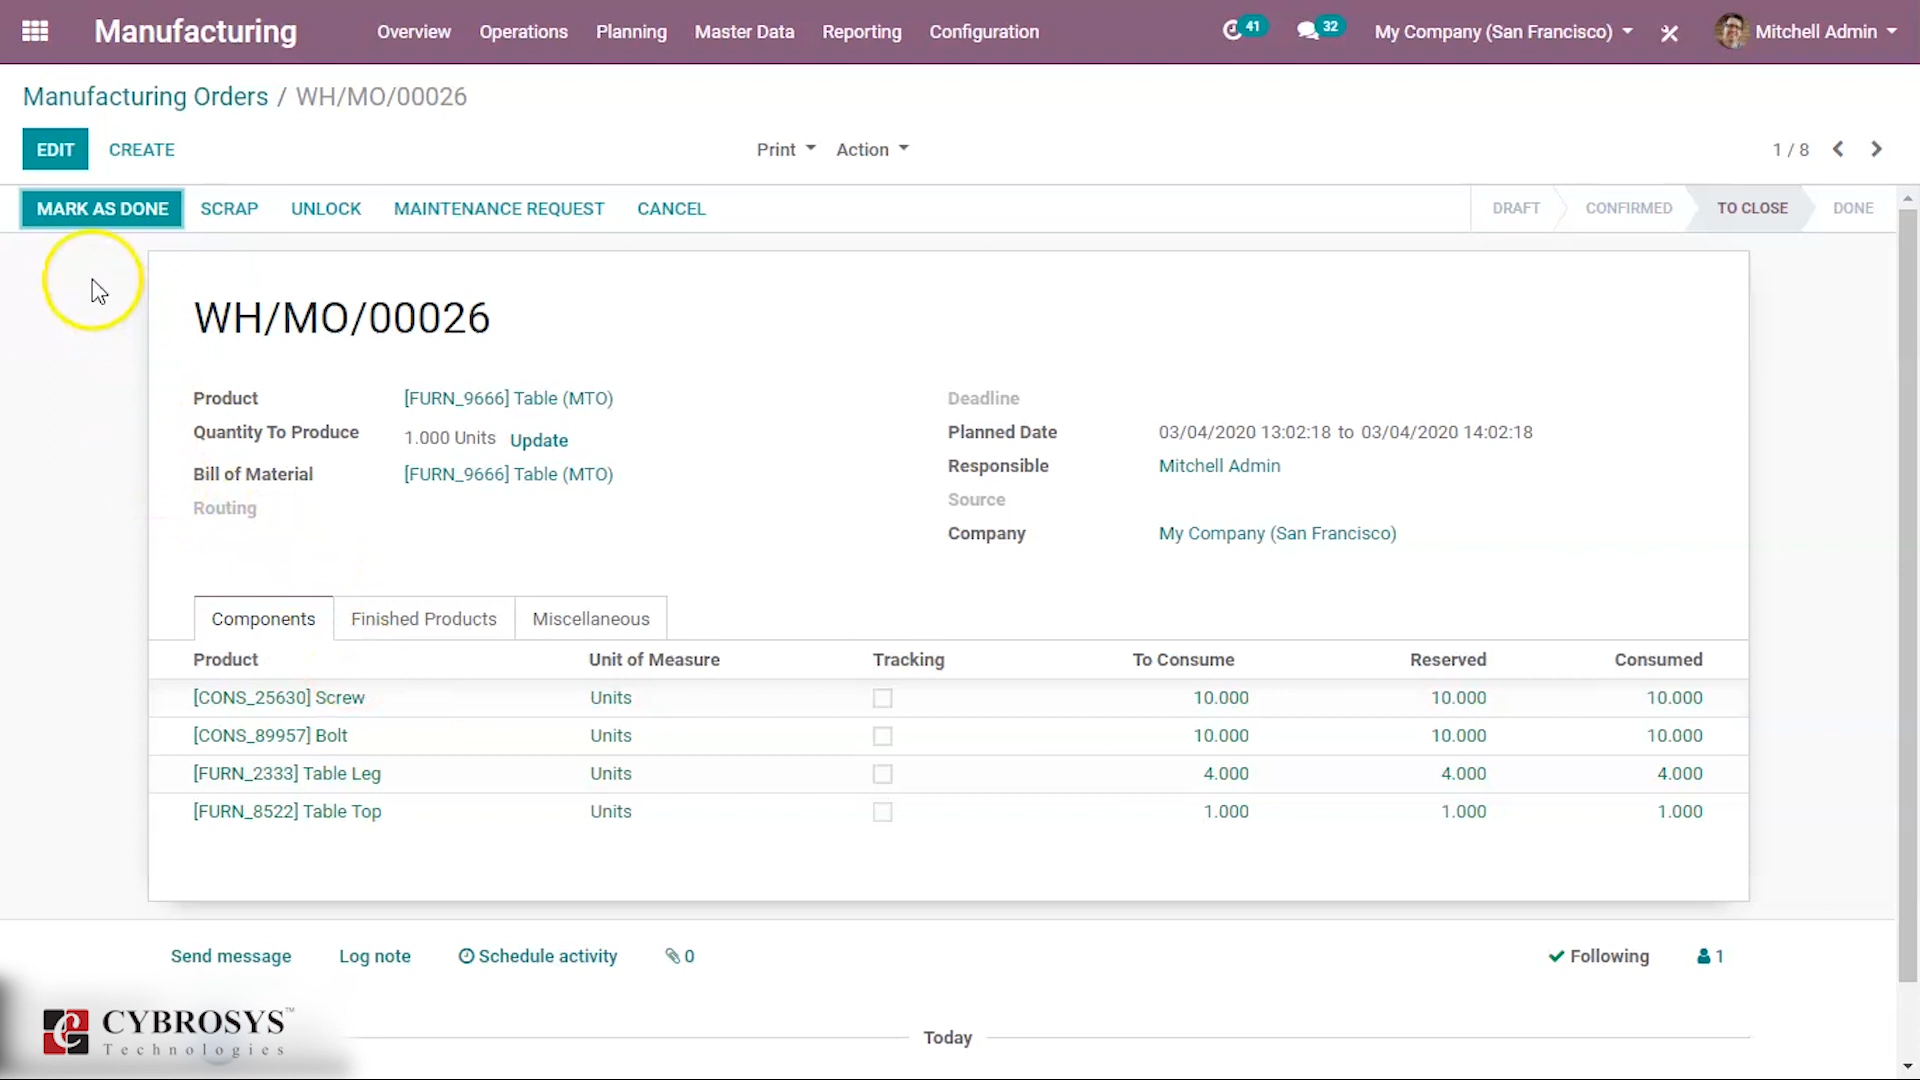 Manufacturing Overview Operations Planning Master Data Reporting Configuration 41 32 My Company (San Francisco) Mitchell Admin
Manufacturing Orders / WH/MO/00026
EDIT CREATE Print Action 1 / 8
MARK AS DONE SCRAP UNLOCK MAINTENANCE REQUEST CANCEL DRAFT CONFIRMED TO CLOSE DONE
WH/MO/00026
Product [FURN_9666] Table (MTO) Deadline
Quantity To Produce 1.000 Units Update Planned Date 03/04/2020 13:02:18 to 03/04/2020 14:02:18
Bill of Material [FURN_9666] Table (MTO) Responsible Mitchell Admin
Routing Source
Company My Company (San Francisco)
Components Finished Products Miscellaneous
Product Unit of Measure Tracking To Consume Reserved Consumed
[CONS_25630] Screw Units 10.000 10.000 10.000
[CONS_89957] Bolt Units 10.000 10.000 10.000
[FURN_2333] Table Leg Units 4.000 4.000 4.000
[FURN_8522] Table Top Units 1.000 1.000 1.000
Send message Log note Schedule activity 0 Following 1
CYBROSYS™
Technologies
Today